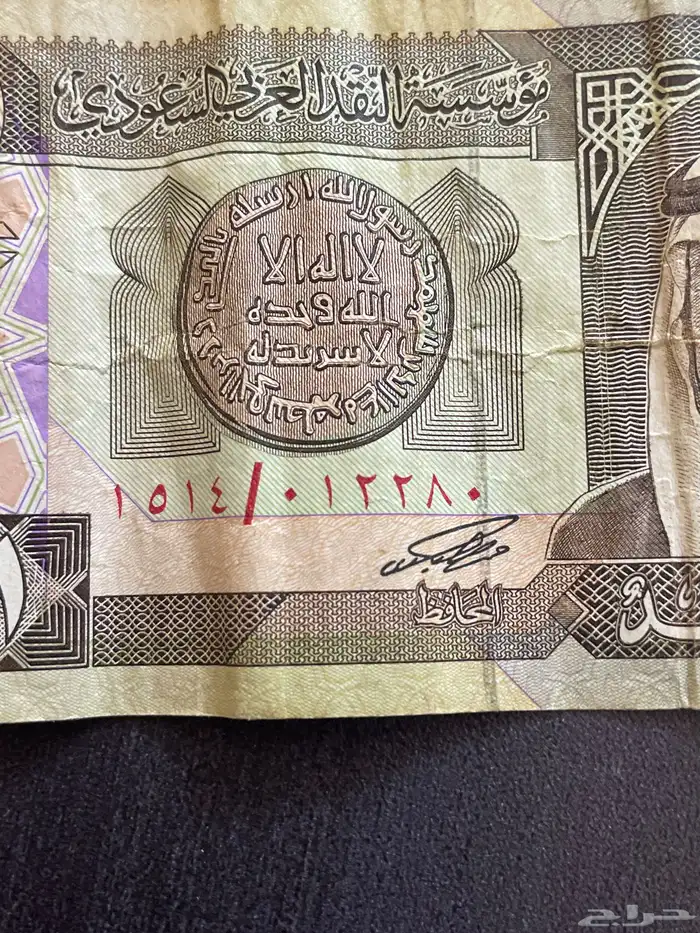 مؤسسة النقد العربي السعودي
لا اله الا
الله وحده
لا شريك له
رسول الله ارسله بالهدى
١٥١٤/٠١٢٢٨٠
المحافظ
حراج